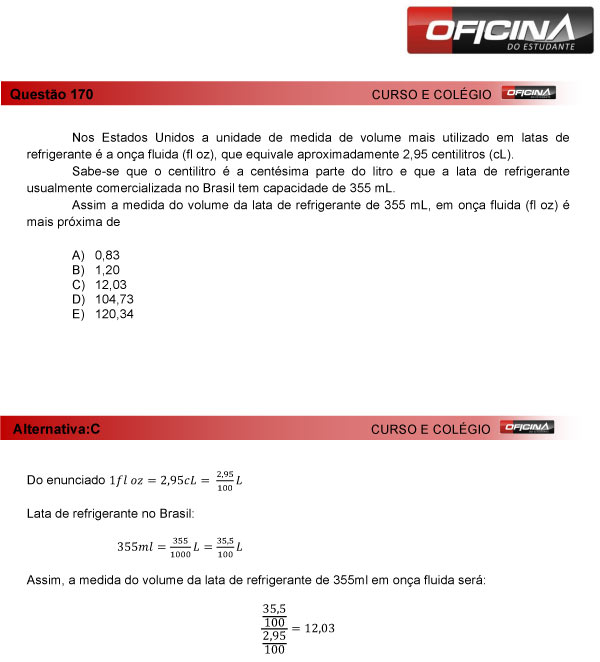 OFICINA
DO ESTUDANTE
Questão 170 CURSO E COLÉGIO OFICINA
Nos Estados Unidos a unidade de medida de volume mais utilizado em latas de
refrigerante é a onça fluida (fl oz), que equivale aproximadamente 2,95 centilitros (cL).
Sabe-se que o centilitro é a centésima parte do litro e que a lata de refrigerante
usualmente comercializada no Brasil tem capacidade de 355 mL.
Assim a medida do volume da lata de refrigerante de 355 mL, em onça fluida (fl oz) é
mais próxima de
A) 0,83
B) 1,20
C) 12,03
D) 104,73
E) 120,34
Alternativa:C CURSO E COLÉGIO OFICINA
Do enunciado 1fl oz = 2,95cL = 2,95/100 L
Lata de refrigerante no Brasil:
355ml = 355/1000 L = 35,5/100 L
Assim, a medida do volume da lata de refrigerante de 355ml em onça fluida será:
35,5
100
2,95
100
= 12,03